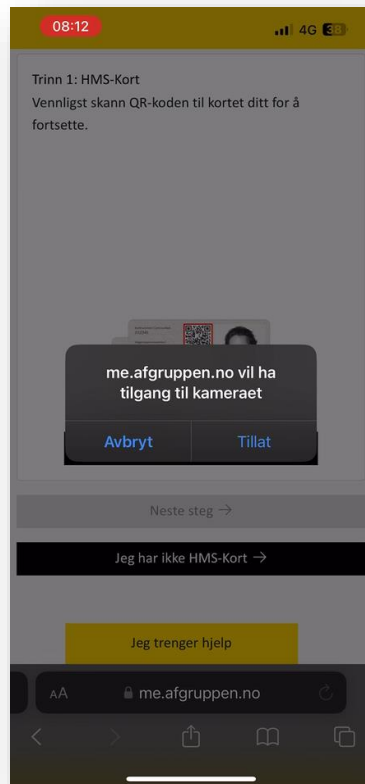 08:12
4G 38
Trinn 1: HMS-Kort
Vennligst skann QR-koden til kortet ditt for å
fortsette.
me.afgruppen.no vil ha
tilgang til kameraet
Avbryt
Tillat
Neste steg →
Jeg har ikke HMS-Kort →
Jeg trenger hjelp
AA
me.afgruppen.no